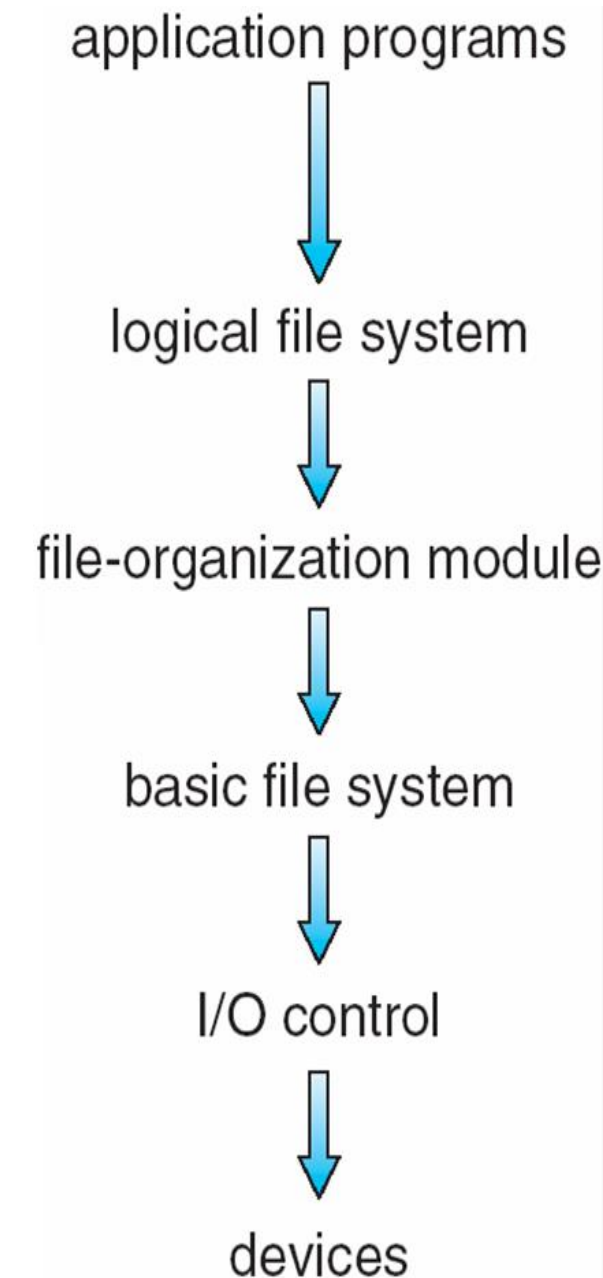 application programs
logical file system
file-organization module
basic file system
I/O control
devices